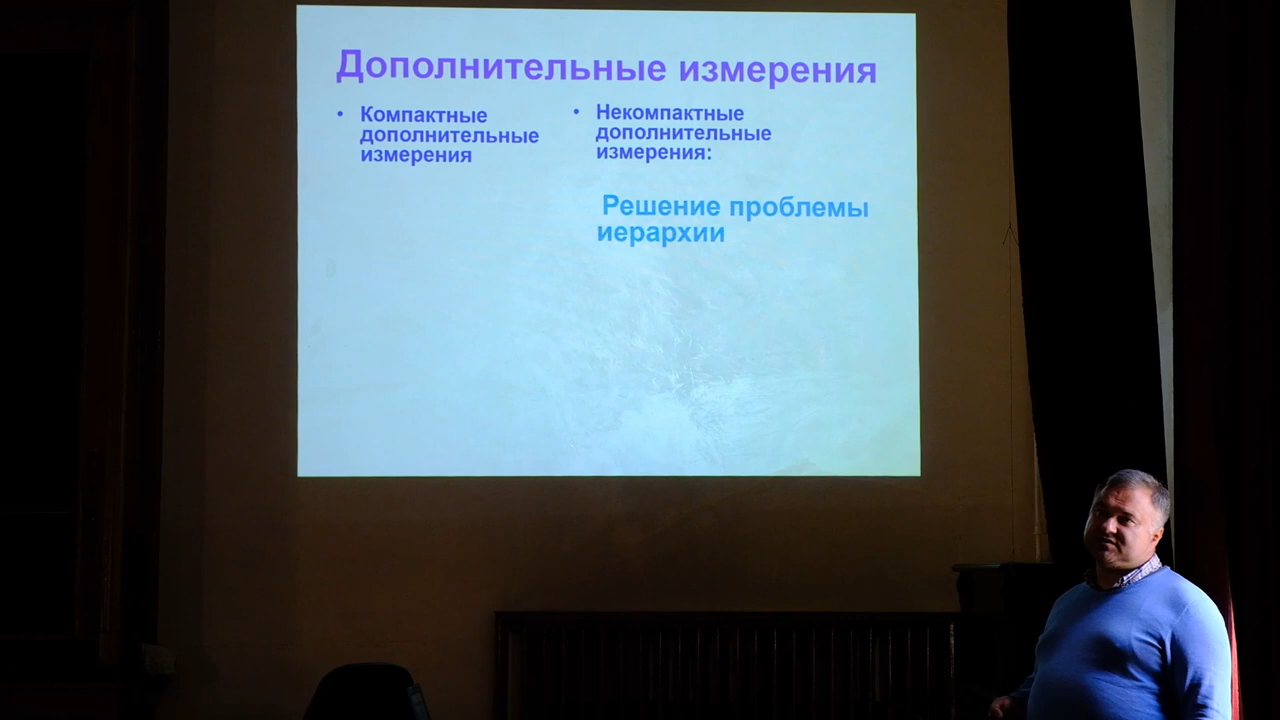 Дополнительные измерения
• Компактные
дополнительные
измерения
• Некомпактные
дополнительные
измерения:
Решение проблемы
иерархии